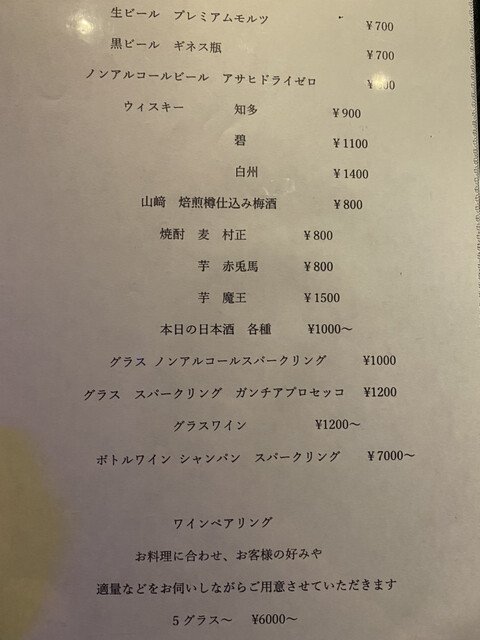 生ビール　プレミアムモルツ　￥700
黒ビール　ギネス瓶　￥700
ノンアルコールビール　アサヒドライゼロ
ウィスキー　知多　￥900
碧　￥1100
白州　￥1400
山﨑　焙煎樽仕込み梅酒　￥800
焼酎　麦　村正　￥800
芋　赤兎馬　￥800
芋　魔王　￥1500
本日の日本酒　各種　¥1000～
グラス ノンアルコールスパークリング　¥1000
グラス　スパークリング　ガンチアプロセッコ　¥1200
グラスワイン　¥1200～
ボトルワイン シャンパン　スパークリング　￥7000～
ワインペアリング
お料理に合わせ、お客様の好みや
適量などをお伺いしながらご用意させていただきます
5 グラス～　¥6000～